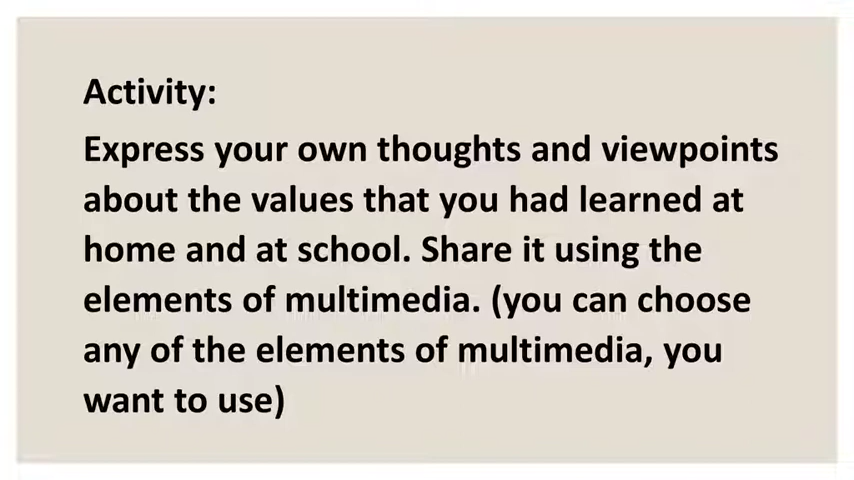 Activity:
Express your own thoughts and viewpoints
about the values that you had learned at
home and at school. Share it using the
elements of multimedia. (you can choose
any of the elements of multimedia, you
want to use)